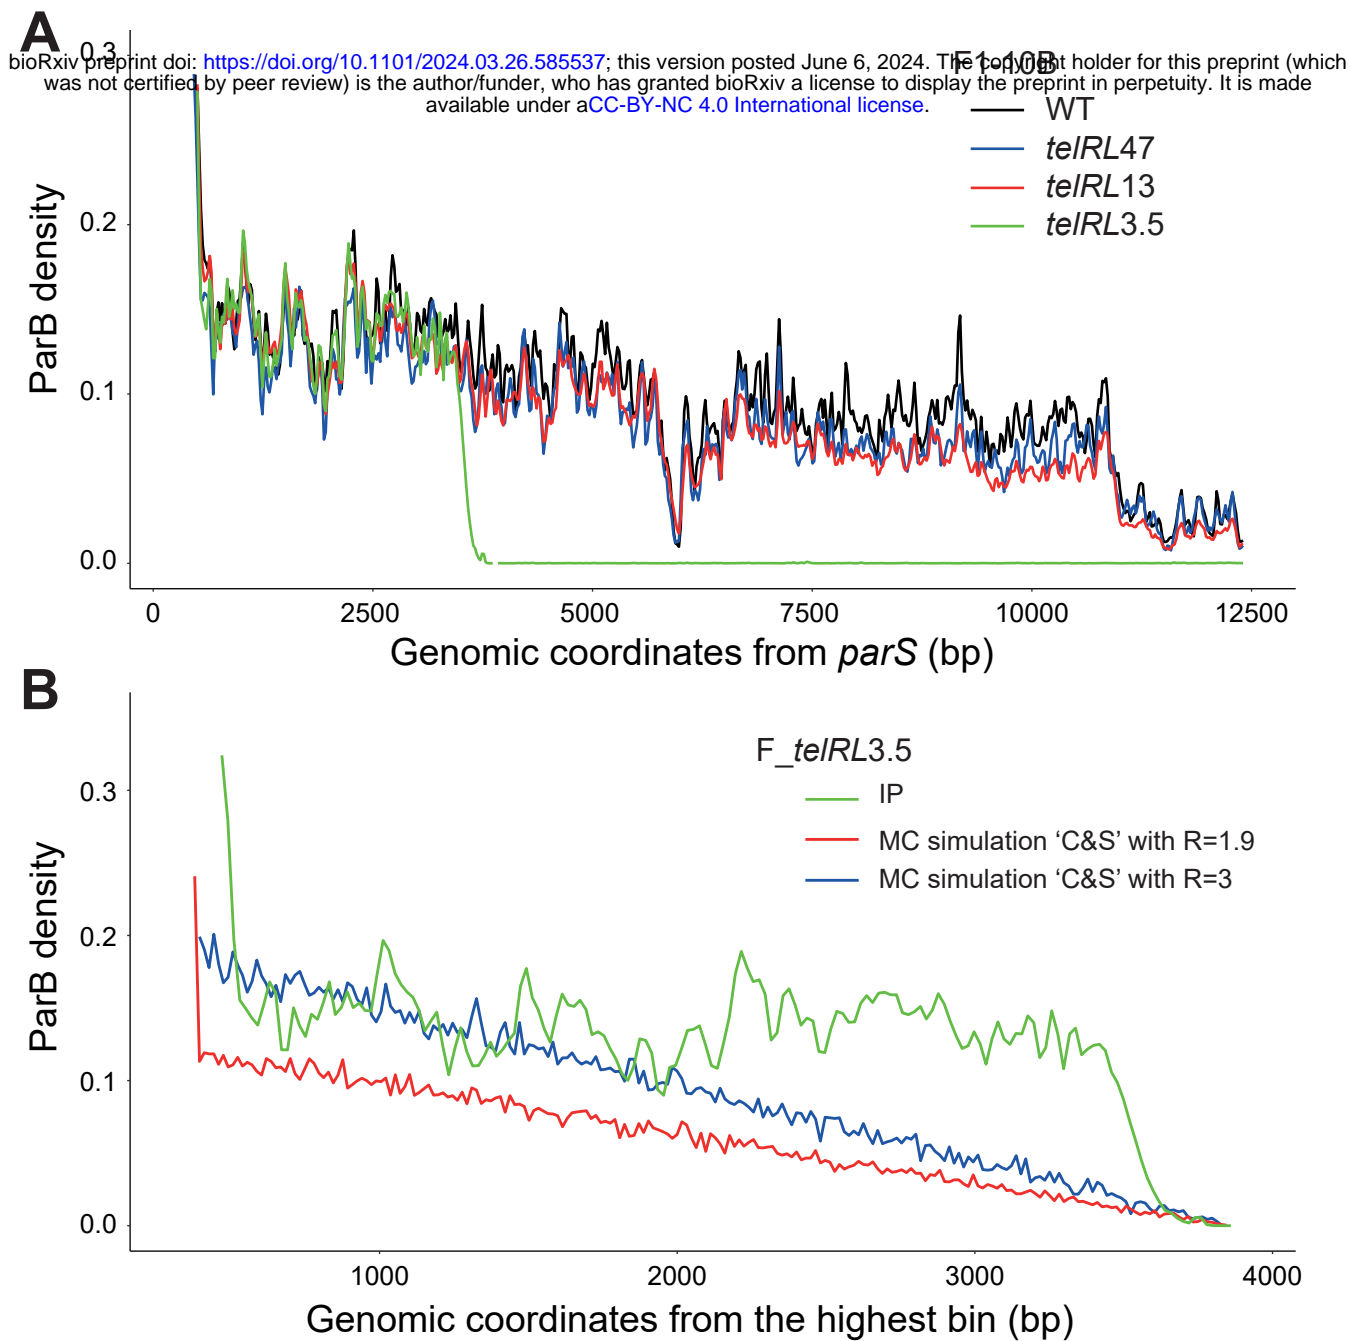 A
bioRxiv preprint doi: https://doi.org/10.1101/2024.03.26.585537; this version posted June 6, 2024. The copyright holder for this preprint (which
was not certified by peer review) is the author/funder, who has granted bioRxiv a license to display the preprint in perpetuity. It is made
available under aCC-BY-NC 4.0 International license.
F1-10B
WT
telRL47
telRL13
telRL3.5
ParB density
0.3
0.2
0.1
0.0
0 2500 5000 7500 10000 12500
Genomic coordinates from parS (bp)
B
F_telRL3.5
IP
MC simulation ‘C&S’ with R=1.9
MC simulation ‘C&S’ with R=3
ParB density
0.3
0.2
0.1
0.0
1000 2000 3000 4000
Genomic coordinates from the highest bin (bp)